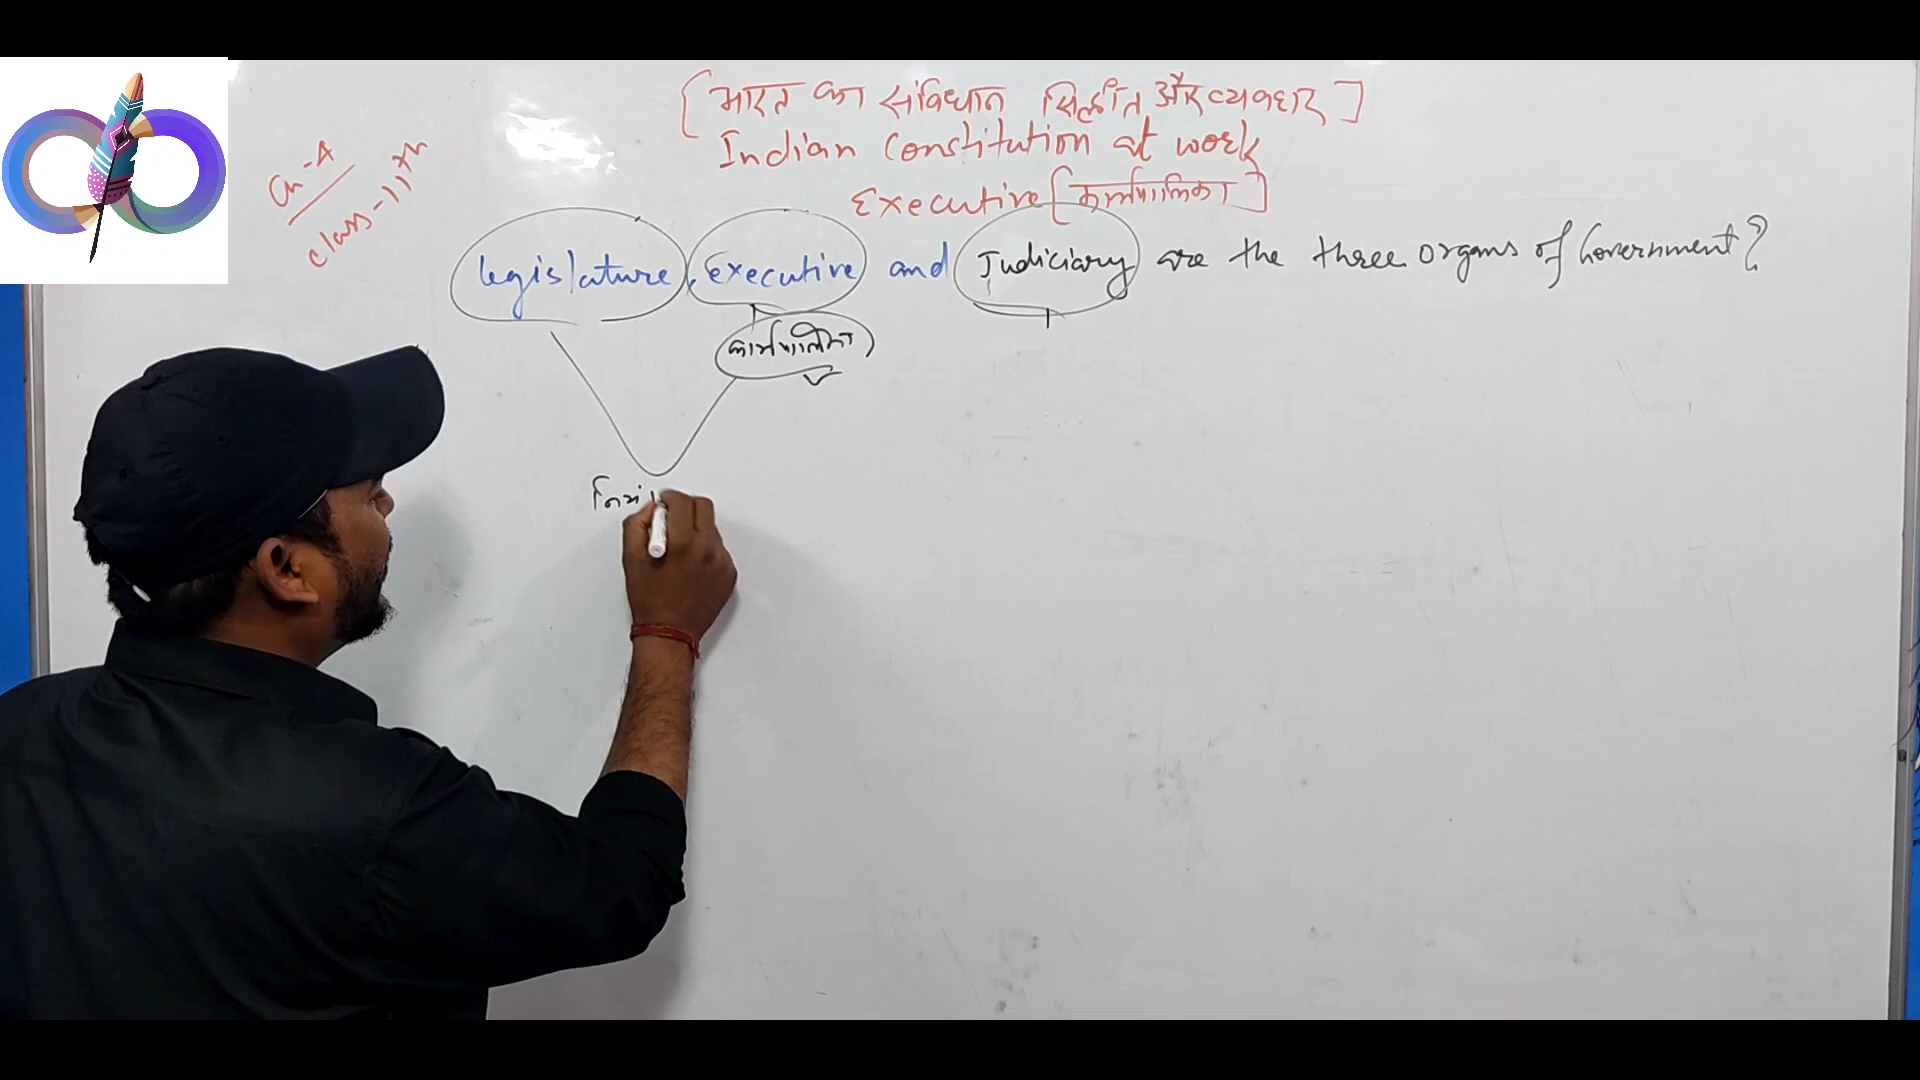 [भारत का संविधान सिद्धांत और व्यवहार]
Indian Constitution at work
Executive [कार्यपालिका]
Ch-4
Class-11th
legislature, Executive and Judiciary are the three organs of Government?
कार्यपालिका
नियं